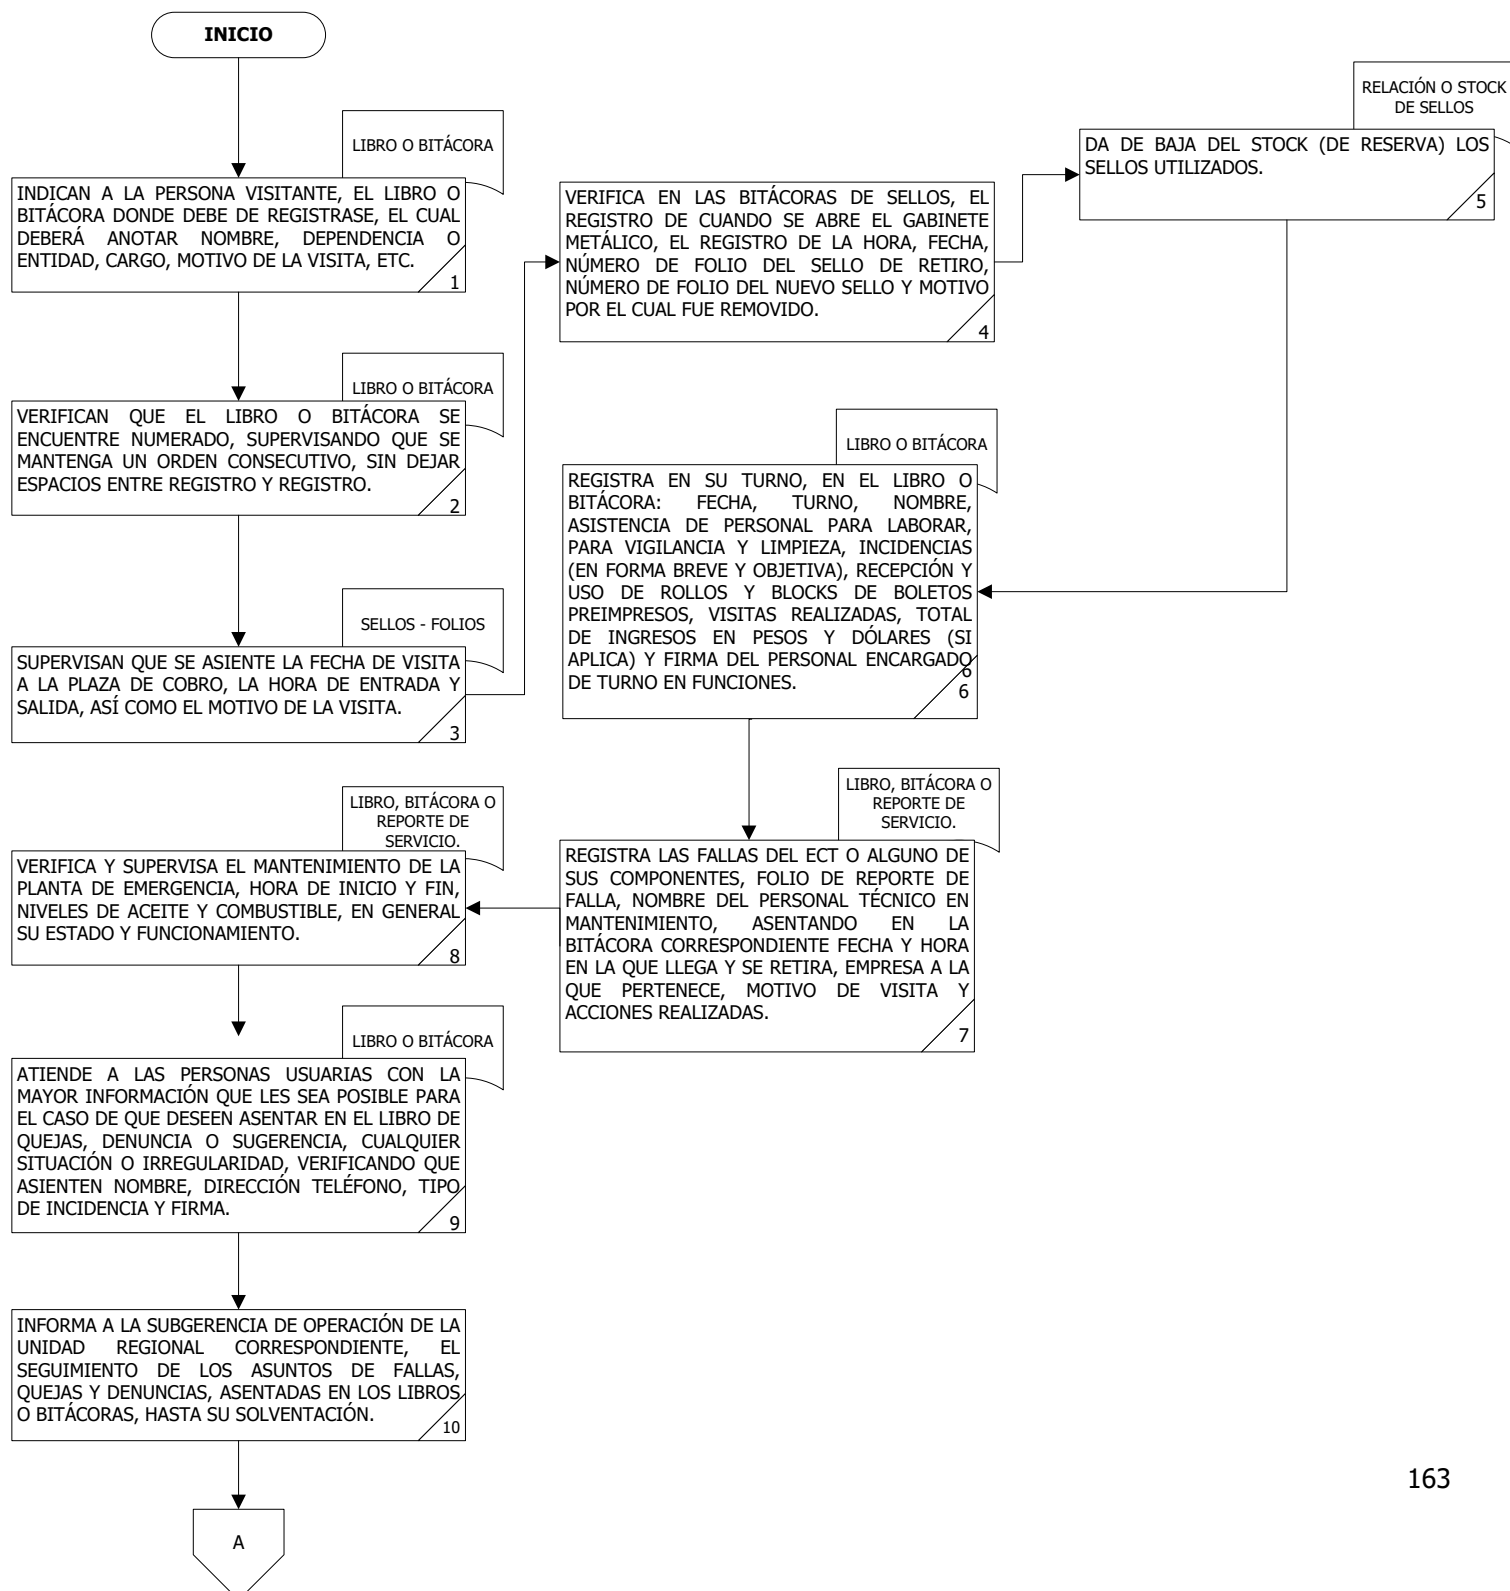 INICIO
LIBRO O BITÁCORA
INDICAN A LA PERSONA VISITANTE, EL LIBRO O
BITÁCORA DONDE DEBE DE REGISTRASE, EL CUAL
DEBERÁ ANOTAR NOMBRE, DEPENDENCIA O
ENTIDAD, CARGO, MOTIVO DE LA VISITA, ETC.
1
LIBRO O BITÁCORA
VERIFICAN QUE EL LIBRO O BITÁCORA SE
ENCUENTRE NUMERADO, SUPERVISANDO QUE SE
MANTENGA UN ORDEN CONSECUTIVO, SIN DEJAR
ESPACIOS ENTRE REGISTRO Y REGISTRO.
2
SELLOS - FOLIOS
SUPERVISAN QUE SE ASIENTE LA FECHA DE VISITA
A LA PLAZA DE COBRO, LA HORA DE ENTRADA Y
SALIDA, ASÍ COMO EL MOTIVO DE LA VISITA.
3
VERIFICA EN LAS BITÁCORAS DE SELLOS, EL
REGISTRO DE CUANDO SE ABRE EL GABINETE
METÁLICO, EL REGISTRO DE LA HORA, FECHA,
NÚMERO DE FOLIO DEL SELLO DE RETIRO,
NÚMERO DE FOLIO DEL NUEVO SELLO Y MOTIVO
POR EL CUAL FUE REMOVIDO.
4
RELACIÓN O STOCK
DE SELLOS
DA DE BAJA DEL STOCK (DE RESERVA) LOS
SELLOS UTILIZADOS.
5
LIBRO O BITÁCORA
REGISTRA EN SU TURNO, EN EL LIBRO O
BITÁCORA: FECHA, TURNO, NOMBRE,
ASISTENCIA DE PERSONAL PARA LABORAR,
PARA VIGILANCIA Y LIMPIEZA, INCIDENCIAS
(EN FORMA BREVE Y OBJETIVA), RECEPCIÓN Y
USO DE ROLLOS Y BLOCKS DE BOLETOS
PREIMPRESOS, VISITAS REALIZADAS, TOTAL
DE INGRESOS EN PESOS Y DÓLARES (SI
APLICA) Y FIRMA DEL PERSONAL ENCARGADO
DE TURNO EN FUNCIONES.
6
6
LIBRO, BITÁCORA O
REPORTE DE
SERVICIO.
REGISTRA LAS FALLAS DEL ECT O ALGUNO DE
SUS COMPONENTES, FOLIO DE REPORTE DE
FALLA, NOMBRE DEL PERSONAL TÉCNICO EN
MANTENIMIENTO, ASENTANDO EN LA
BITÁCORA CORRESPONDIENTE FECHA Y HORA
EN LA QUE LLEGA Y SE RETIRA, EMPRESA A LA
QUE PERTENECE, MOTIVO DE VISITA Y
ACCIONES REALIZADAS.
7
LIBRO, BITÁCORA O
REPORTE DE
SERVICIO.
VERIFICA Y SUPERVISA EL MANTENIMIENTO DE LA
PLANTA DE EMERGENCIA, HORA DE INICIO Y FIN,
NIVELES DE ACEITE Y COMBUSTIBLE, EN GENERAL
SU ESTADO Y FUNCIONAMIENTO.
8
LIBRO O BITÁCORA
ATIENDE A LAS PERSONAS USUARIAS CON LA
MAYOR INFORMACIÓN QUE LES SEA POSIBLE PARA
EL CASO DE QUE DESEEN ASENTAR EN EL LIBRO DE
QUEJAS, DENUNCIA O SUGERENCIA, CUALQUIER
SITUACIÓN O IRREGULARIDAD, VERIFICANDO QUE
ASIENTEN NOMBRE, DIRECCIÓN TELÉFONO, TIPO
DE INCIDENCIA Y FIRMA.
9
INFORMA A LA SUBGERENCIA DE OPERACIÓN DE LA
UNIDAD REGIONAL CORRESPONDIENTE, EL
SEGUIMIENTO DE LOS ASUNTOS DE FALLAS,
QUEJAS Y DENUNCIAS, ASENTADAS EN LOS LIBROS
O BITÁCORAS, HASTA SU SOLVENTACIÓN.
10
A
163